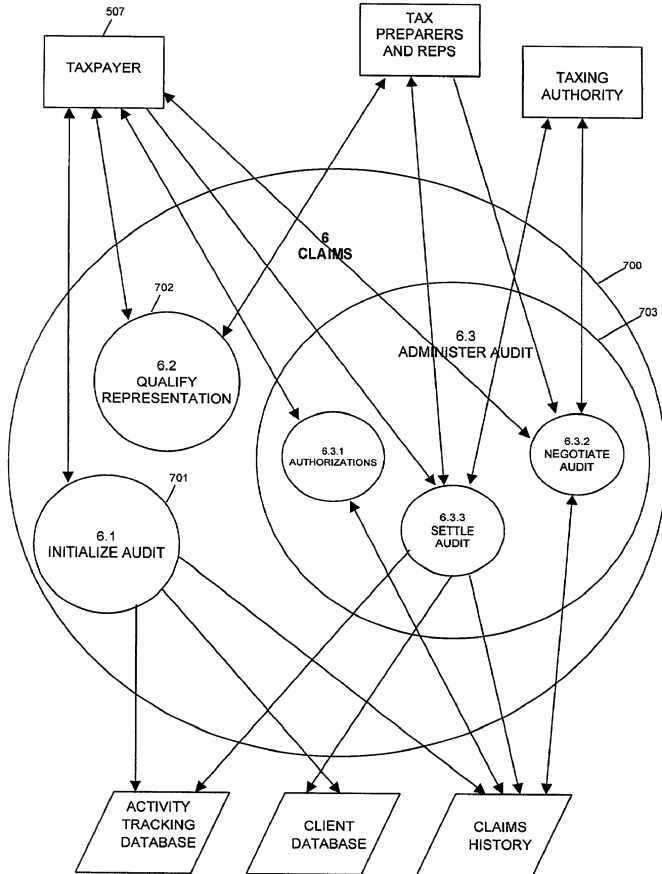 507
TAXPAYER
TAX
PREPARERS
AND REPS
TAXING
AUTHORITY
6
CLAIMS
700
703
702
6.2
QUALIFY
REPRESENTATION
6.3
ADMINISTER AUDIT
6.3.1
AUTHORIZATIONS
6.3.2
NEGOTIATE
AUDIT
701
6.1
INITIALIZE AUDIT
6.3.3
SETTLE
AUDIT
ACTIVITY
TRACKING
DATABASE
CLIENT
DATABASE
CLAIMS
HISTORY